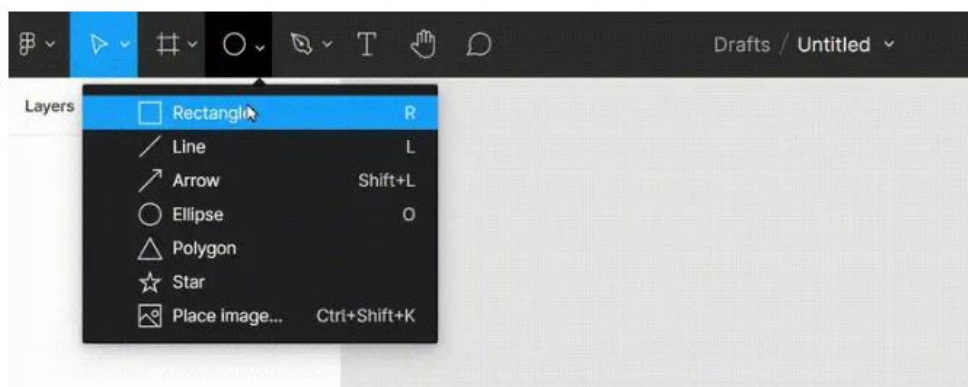 T Drafts / Untitled
Layers
Rectangle R
Line L
Arrow Shift+L
Ellipse O
Polygon
Star
Place image... Ctrl+Shift+K